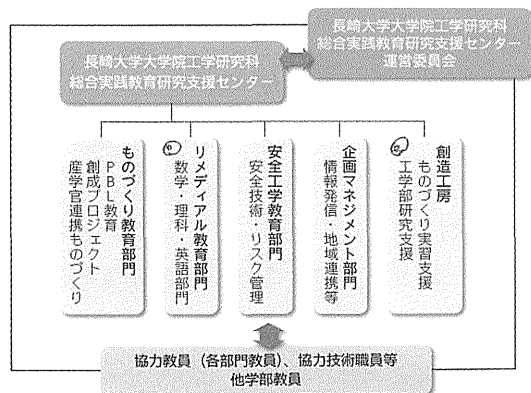 長崎大学大学院工学研究科
総合実践教育研究支援センター
運営委員会
長崎大学大学院工学研究科
総合実践教育研究支援センター
ものづくり教育部門
PBL教育
創成プロジェクト
産学官連携ものづくり
リメディアル教育部門
数学・理科・英語部門
安全工学教育部門
安全技術・リスク管理
企画マネジメント部門
情報発信・地域連携等
創造工房
ものづくり実習支援
工学部研究支援
協力教員（各部門教員）、協力技術職員等
他学部教員